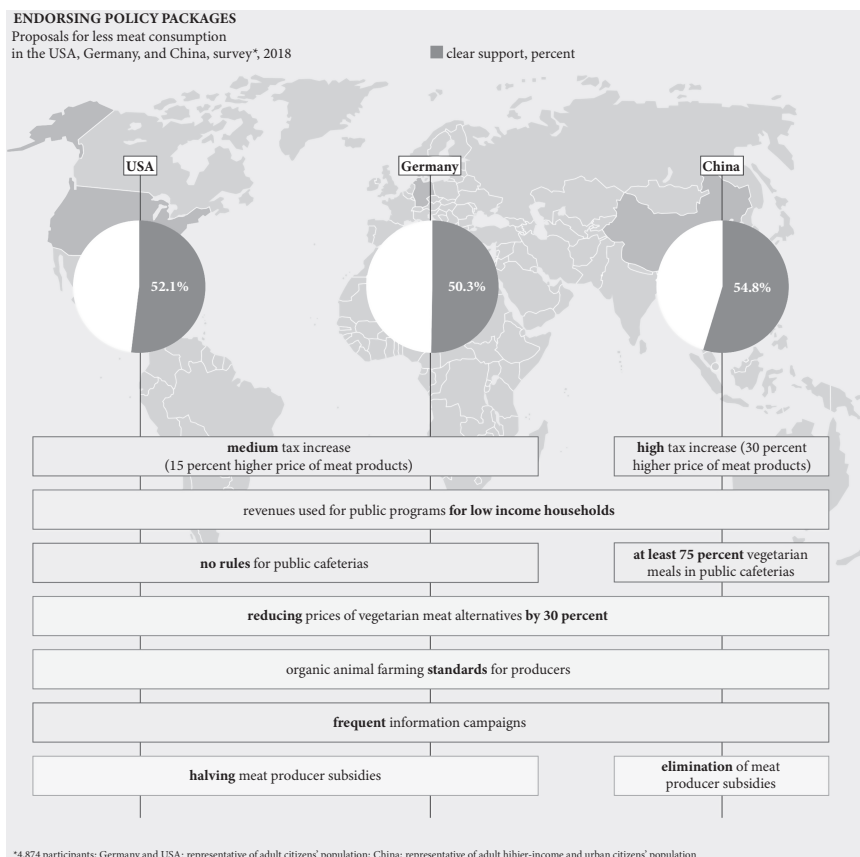 ENDORSING POLICY PACKAGES
Proposals for less meat consumption
in the USA, Germany, and China, survey*, 2018
clear support, percent
USA
Germany
China
52.1%
50.3%
54.8%
medium tax increase
(15 percent higher price of meat products)
high tax increase (30 percent
higher price of meat products)
revenues used for public programs for low income households
no rules for public cafeterias
at least 75 percent vegetarian
meals in public cafeterias
reducing prices of vegetarian meat alternatives by 30 percent
organic animal farming standards for producers
frequent information campaigns
halving meat producer subsidies
elimination of meat
producer subsidies
*4,874 participants; Germany and USA: representative of adult citizens' population; China: representative of adult hihier-income and urban citizens' population